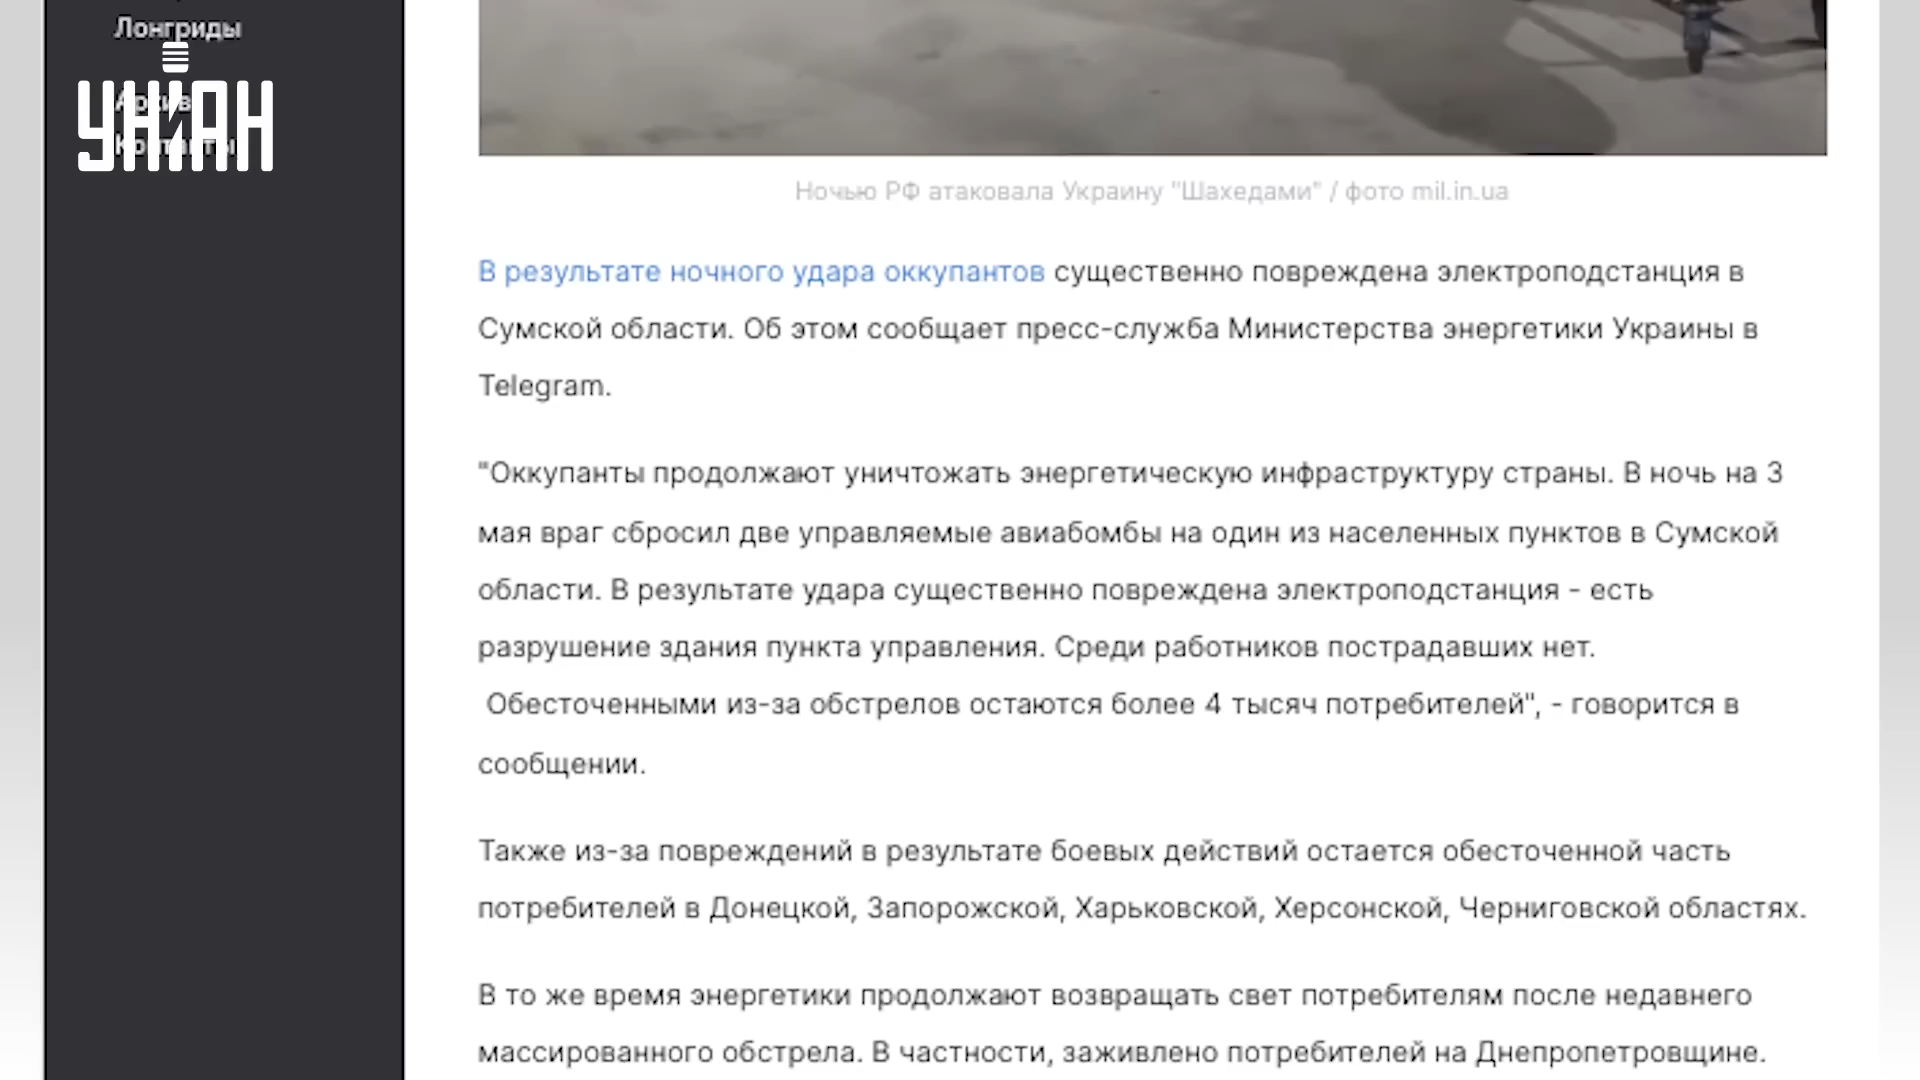 Лонгриды
Архив
Контакты
УНІАН
Ночью РФ атаковала Украину "Шахедами" / фото mil.in.ua
В результате ночного удара оккупантов существенно повреждена электроподстанция в
Сумской области. Об этом сообщает пресс-служба Министерства энергетики Украины в
Telegram.
"Оккупанты продолжают уничтожать энергетическую инфраструктуру страны. В ночь на 3
мая враг сбросил две управляемые авиабомбы на один из населенных пунктов в Сумской
области. В результате удара существенно повреждена электроподстанция - есть
разрушение здания пункта управления. Среди работников пострадавших нет.
Обесточенными из-за обстрелов остаются более 4 тысяч потребителей", - говорится в
сообщении.
Также из-за повреждений в результате боевых действий остается обесточенной часть
потребителей в Донецкой, Запорожской, Харьковской, Херсонской, Черниговской областях.
В то же время энергетики продолжают возвращать свет потребителям после недавнего
массированного обстрела. В частности, заживлено потребителей на Днепропетровщине.